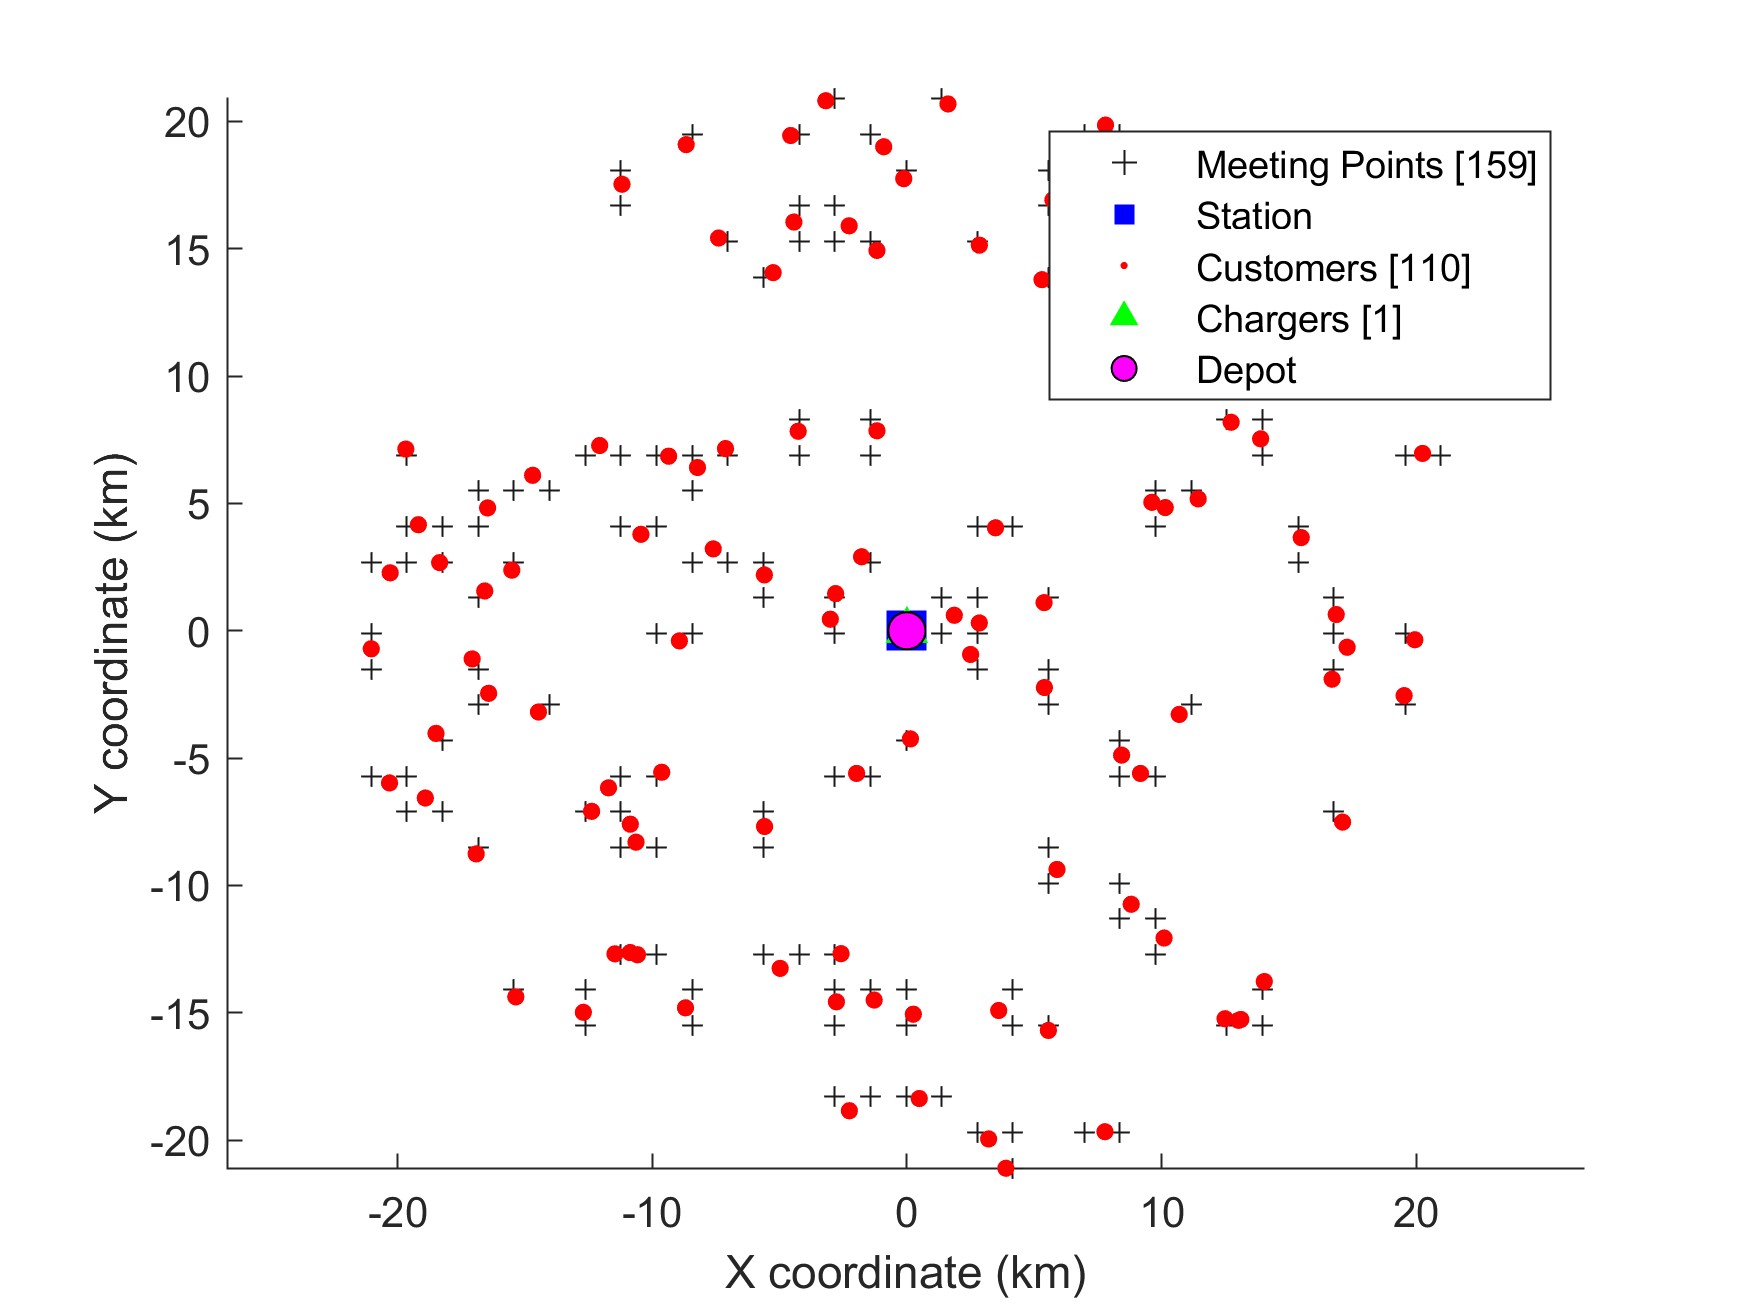 20
15
10
5
0
-5
-10
-15
-20
Y coordinate (km)
Meeting Points [159]
Station
Customers [110]
Chargers [1]
Depot
-20 -10 0 10 20
X coordinate (km)